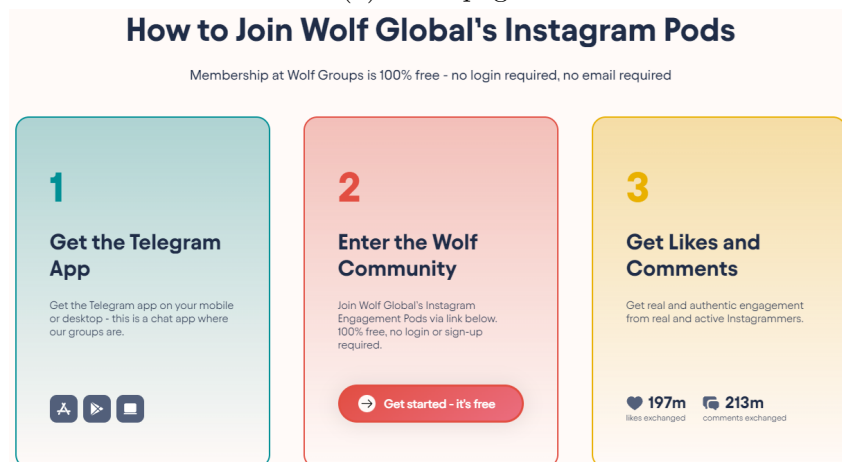 How to Join Wolf Global's Instagram Pods
Membership at Wolf Groups is 100% free - no login required, no email required
1
Get the Telegram
App
Get the Telegram app on your mobile
or desktop - this is a chat app where
our groups are.
2
Enter the Wolf
Community
Join Wolf Global's Instagram
Engagement Pods via link below.
100% free, no login or sign-up
required.
Get started - it's free
3
Get Likes and
Comments
Get real and authentic engagement
from real and active Instagrammers.
197m
likes exchanged
213m
comments exchanged